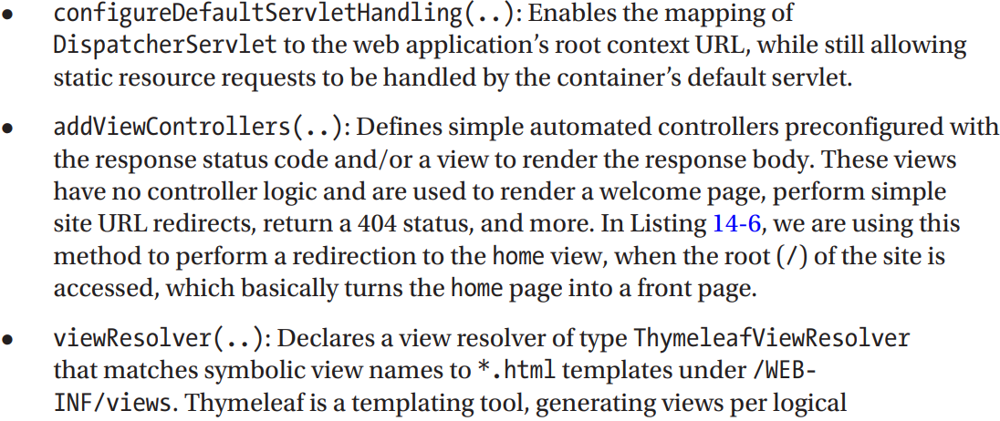 • configureDefaultServletHandling(..): Enables the mapping of
DispatcherServlet to the web application’s root context URL, while still allowing
static resource requests to be handled by the container’s default servlet.
• addViewControllers(..): Defines simple automated controllers preconfigured with
the response status code and/or a view to render the response body. These views
have no controller logic and are used to render a welcome page, perform simple
site URL redirects, return a 404 status, and more. In Listing 14-6, we are using this
method to perform a redirection to the home view, when the root (/) of the site is
accessed, which basically turns the home page into a front page.
• viewResolver(..): Declares a view resolver of type ThymeleafViewResolver
that matches symbolic view names to *.html templates under /WEB-
INF/views. Thymeleaf is a templating tool, generating views per logical